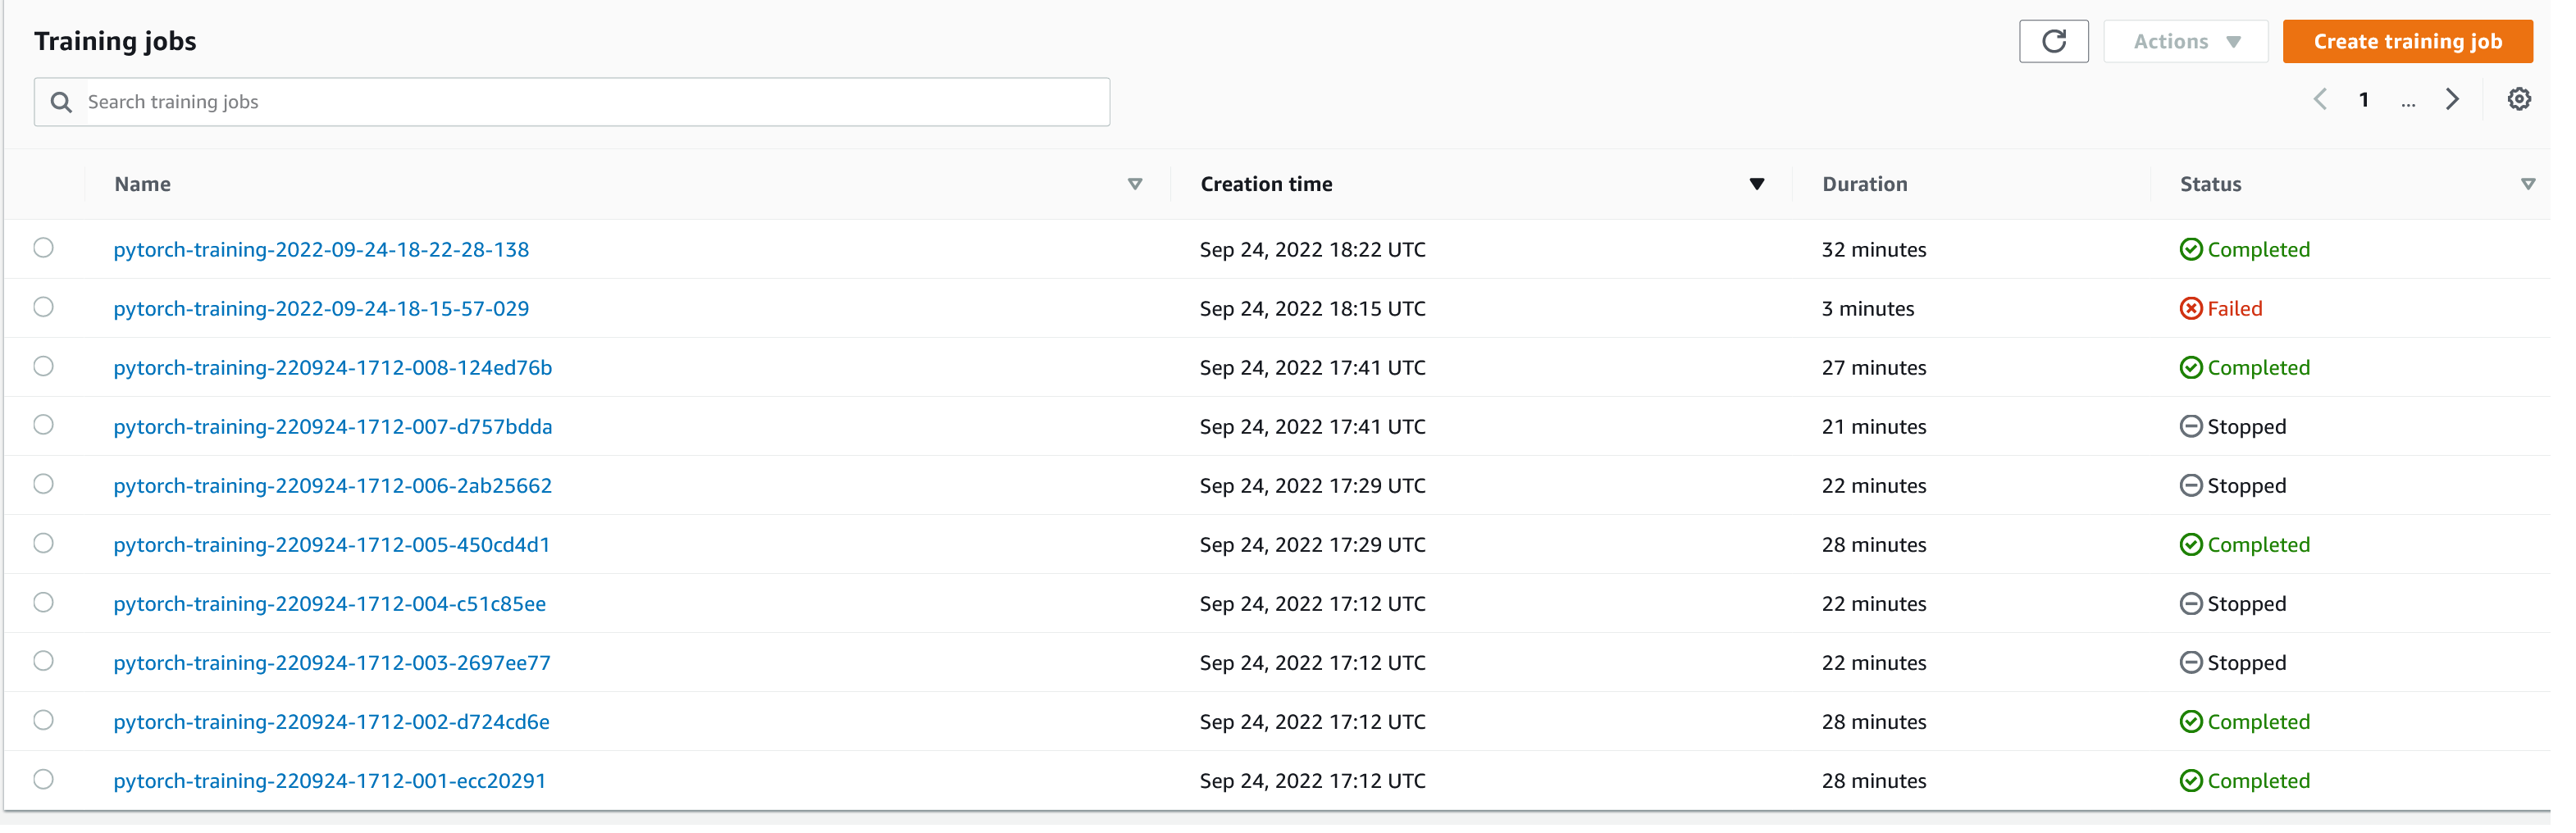 Training jobs
Actions
Create training job
Search training jobs
1 ...
Name Creation time Duration Status
pytorch-training-2022-09-24-18-22-28-138 Sep 24, 2022 18:22 UTC 32 minutes Completed
pytorch-training-2022-09-24-18-15-57-029 Sep 24, 2022 18:15 UTC 3 minutes Failed
pytorch-training-220924-1712-008-124ed76b Sep 24, 2022 17:41 UTC 27 minutes Completed
pytorch-training-220924-1712-007-d757bdda Sep 24, 2022 17:41 UTC 21 minutes Stopped
pytorch-training-220924-1712-006-2ab25662 Sep 24, 2022 17:29 UTC 22 minutes Stopped
pytorch-training-220924-1712-005-450cd4d1 Sep 24, 2022 17:29 UTC 28 minutes Completed
pytorch-training-220924-1712-004-c51c85ee Sep 24, 2022 17:12 UTC 22 minutes Stopped
pytorch-training-220924-1712-003-2697ee77 Sep 24, 2022 17:12 UTC 22 minutes Stopped
pytorch-training-220924-1712-002-d724cd6e Sep 24, 2022 17:12 UTC 28 minutes Completed
pytorch-training-220924-1712-001-ecc20291 Sep 24, 2022 17:12 UTC 28 minutes Completed